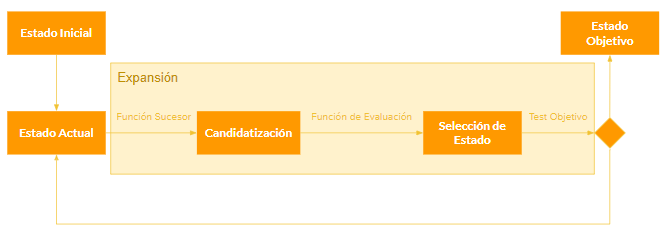 Estado Inicial
Estado
Objetivo
Expansión
Estado Actual
Función Sucesor
Candidatización
Función de Evaluación
Selección de
Estado
Test Objetivo